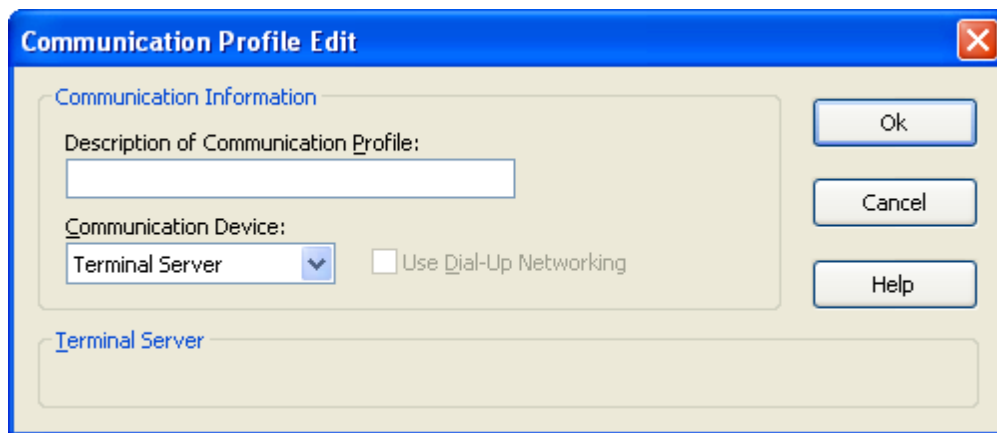 Communication Profile Edit
Communication Information
Description of Communication Profile:
Ok
Communication Device:
Cancel
Terminal Server
Use Dial-Up Networking
Help
Terminal Server